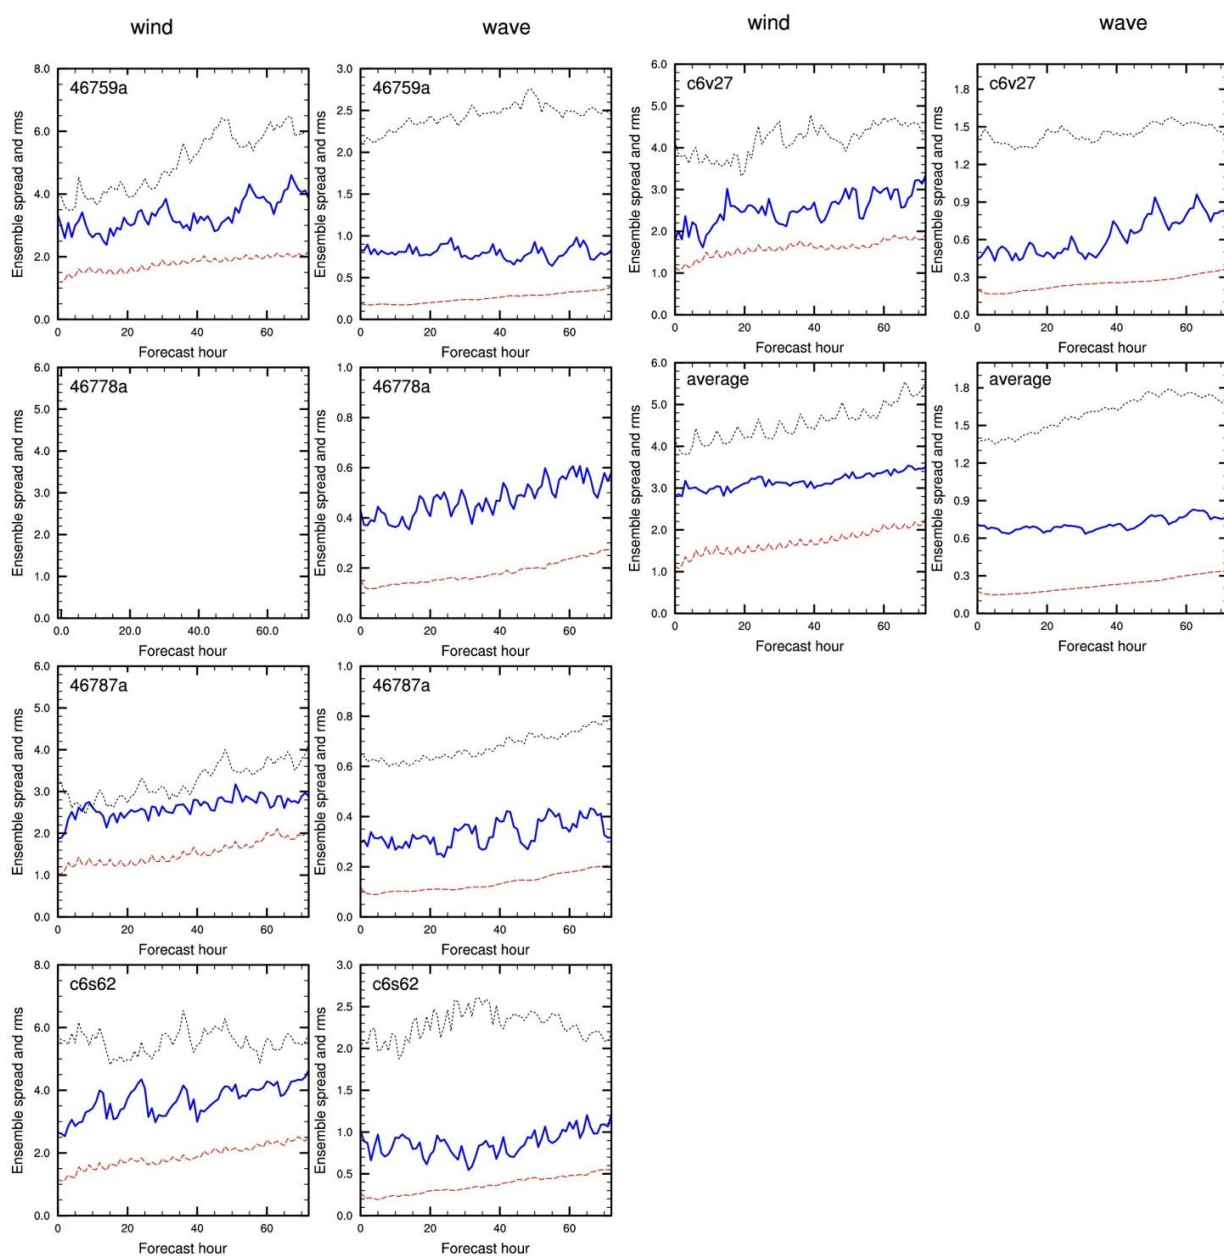 wind wave wind wave
46759a
Ensemble spread and rms
8.0
6.0
4.0
2.0
0.0
0 20 40 60
Forecast hour
46759a
Ensemble spread and rms
3.0
2.5
2.0
1.5
1.0
0.5
0.0
0 20 40 60
Forecast hour
c6v27
Ensemble spread and rms
6.0
5.0
4.0
3.0
2.0
1.0
0.0
0 20 40 60
Forecast hour
c6v27
Ensemble spread and rms
1.8
1.5
1.2
0.9
0.6
0.3
0.0
0 20 40 60
Forecast hour
46778a
Ensemble spread and rms
6.0
5.0
4.0
3.0
2.0
1.0
0.0
0.0 20.0 40.0 60.0
Forecast hour
46778a
Ensemble spread and rms
1.0
0.8
0.6
0.4
0.2
0.0
0 20 40 60
Forecast hour
average
Ensemble spread and rms
6.0
5.0
4.0
3.0
2.0
1.0
0.0
0 20 40 60
Forecast hour
average
Ensemble spread and rms
1.8
1.5
1.2
0.9
0.6
0.3
0.0
0 20 40 60
Forecast hour
46787a
Ensemble spread and rms
6.0
5.0
4.0
3.0
2.0
1.0
0.0
0 20 40 60
Forecast hour
46787a
Ensemble spread and rms
1.0
0.8
0.6
0.4
0.2
0.0
0 20 40 60
Forecast hour
c6s62
Ensemble spread and rms
8.0
6.0
4.0
2.0
0.0
0 20 40 60
Forecast hour
c6s62
Ensemble spread and rms
3.0
2.5
2.0
1.5
1.0
0.5
0.0
0 20 40 60
Forecast hour